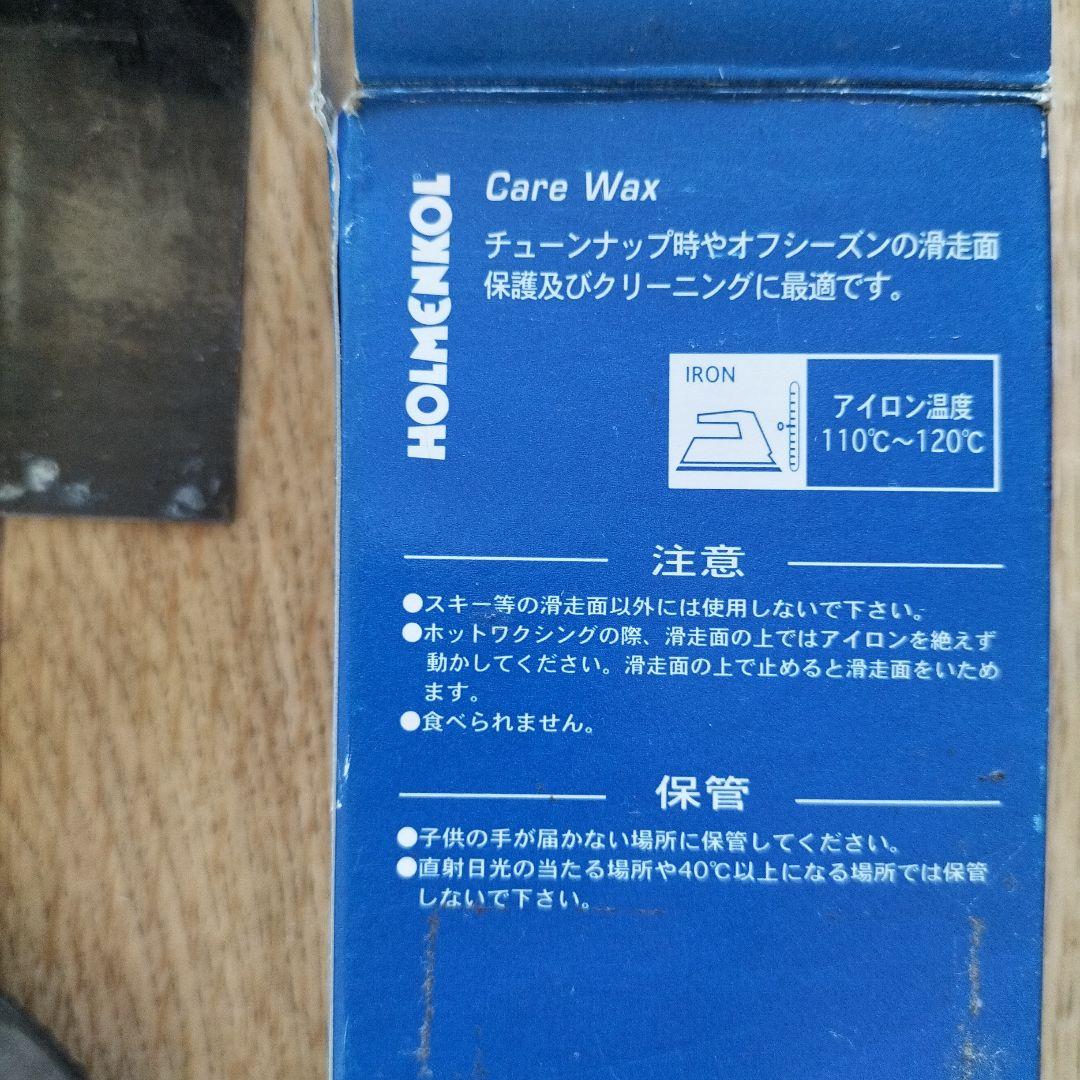 HOLMENKOL
Care Wax
チューンナップ時やオフシーズンの滑走面
保護及びクリーニングに最適です。
IRON
アイロン温度
110℃～120℃
注意
●スキー等の滑走面以外には使用しないで下さい。
●ホットワクシングの際、滑走面の上ではアイロンを絶えず
動かしてください。滑走面の上で止めると滑走面をいため
ます。
●食べられません。
保管
●子供の手が届かない場所に保管してください。
●直射日光の当たる場所や40℃以上になる場所では保管
しないで下さい。